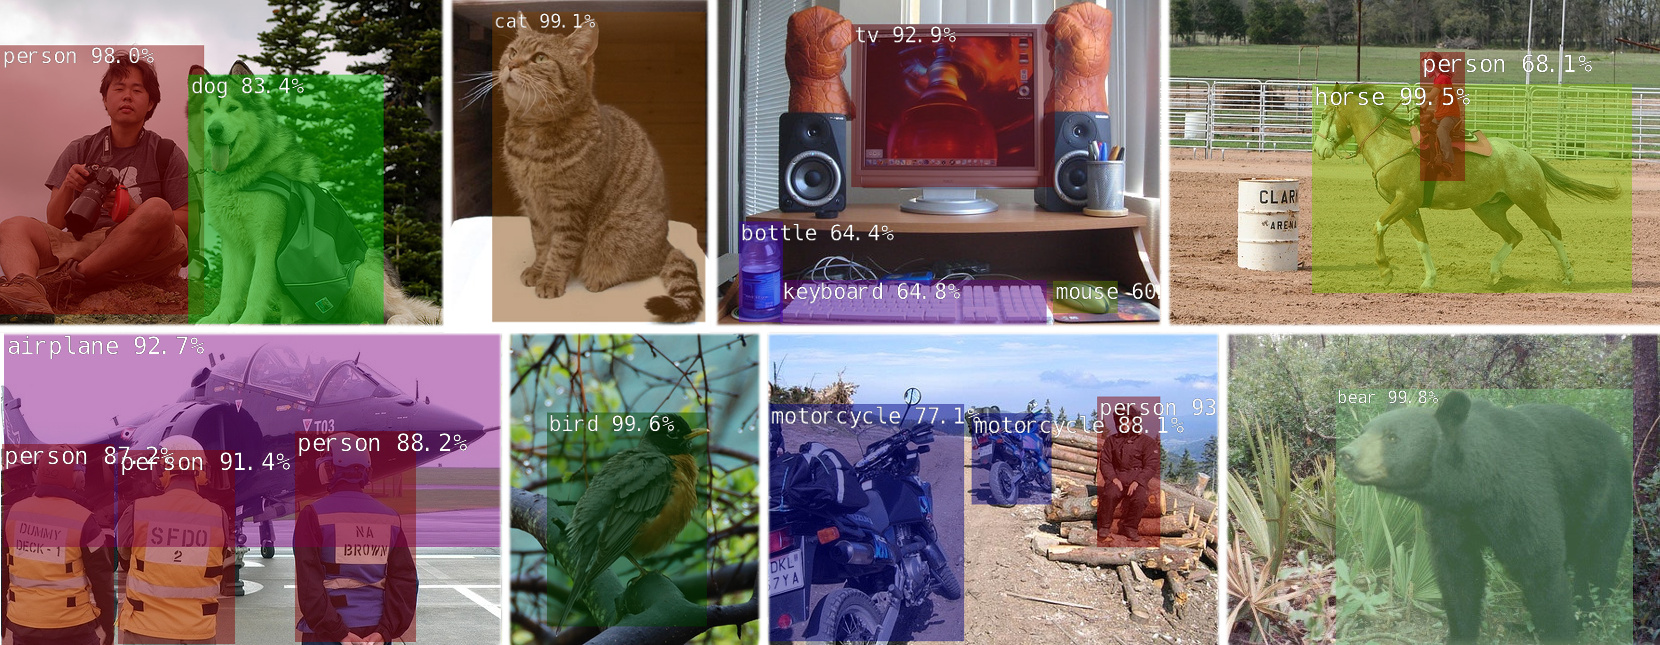 person 98.0%
dog 83.4%
cat 99.1%
tv 92.9%
bottle 64.4%
keyboard 64.8%
mouse 60
person 68.1%
horse 99.5%
CLARK
ARENA
airplane 92.7%
T03
person 87.2%
person 91.4%
person 88.2%
DUMMY
DECK-1
SFDO
2
NA
BROWN
bird 99.6%
motorcycle 77.1%
motorcycle 88.1%
person 93
bear 99.8%